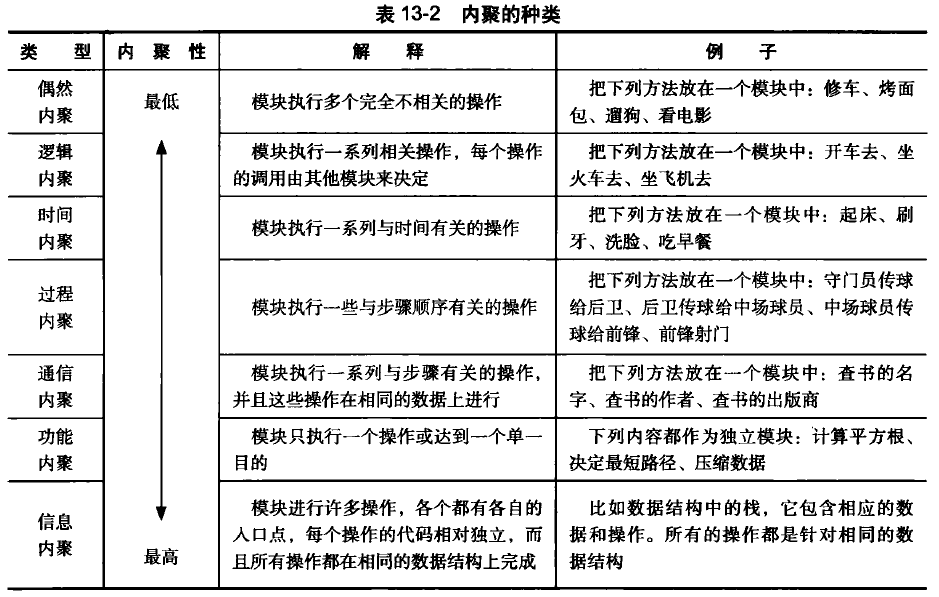 表 13-2 内聚的种类
类 型 内 聚 性 解 释 例 子
偶然
内聚
最低
模块执行多个完全不相关的操作
把下列方法放在一个模块中：修车、烤面
包、遛狗、看电影
逻辑
内聚
模块执行一系列相关操作，每个操作
的调用由其他模块来决定
把下列方法放在一个模块中：开车去、坐
火车去、坐飞机去
时间
内聚
模块执行一系列与时间有关的操作
把下列方法放在一个模块中：起床、刷
牙、洗脸、吃早餐
过程
内聚
模块执行一些与步骤顺序有关的操作
把下列方法放在一个模块中：守门员传球
给后卫、后卫传球给中场球员、中场球员传
球给前锋、前锋射门
通信
内聚
模块执行一系列与步骤有关的操作，
并且这些操作在相同的数据上进行
把下列方法放在一个模块中：查书的名
字、查书的作者、查书的出版商
功能
内聚
模块只执行一个操作或达到一个单一
目的
下列内容都作为独立模块：计算平方根、
决定最短路径、压缩数据
信息
内聚
最高
模块进行许多操作，各个都有各自的
入口点，每个操作的代码相对独立，而
且所有操作都在相同的数据结构上完成
比如数据结构中的栈，它包含相应的数
据和操作。所有的操作都是针对相同的数
据结构